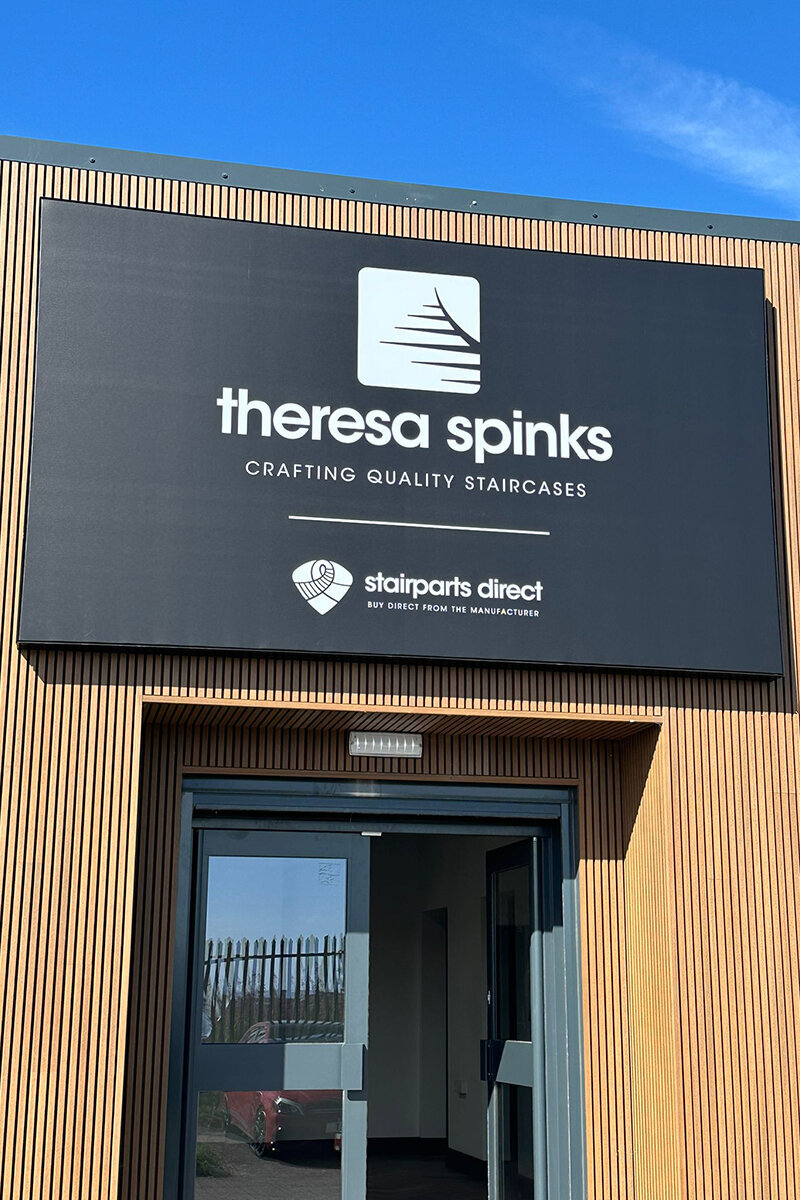 theresa spinks
CRAFTING QUALITY STAIRCASES
stairparts direct
BUY DIRECT FROM THE MANUFACTURER